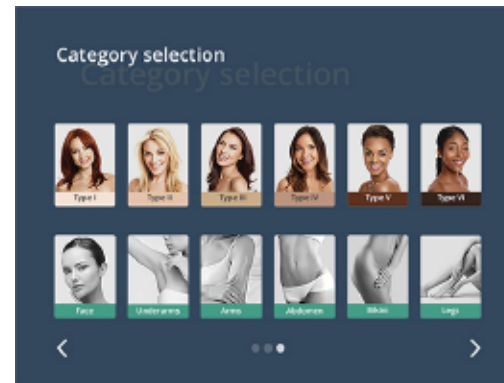 Category selection
Category selection
Type I Type II Type III Type IV Type V Type VI
Face Underarms Arms Abdomen Bikini Legs